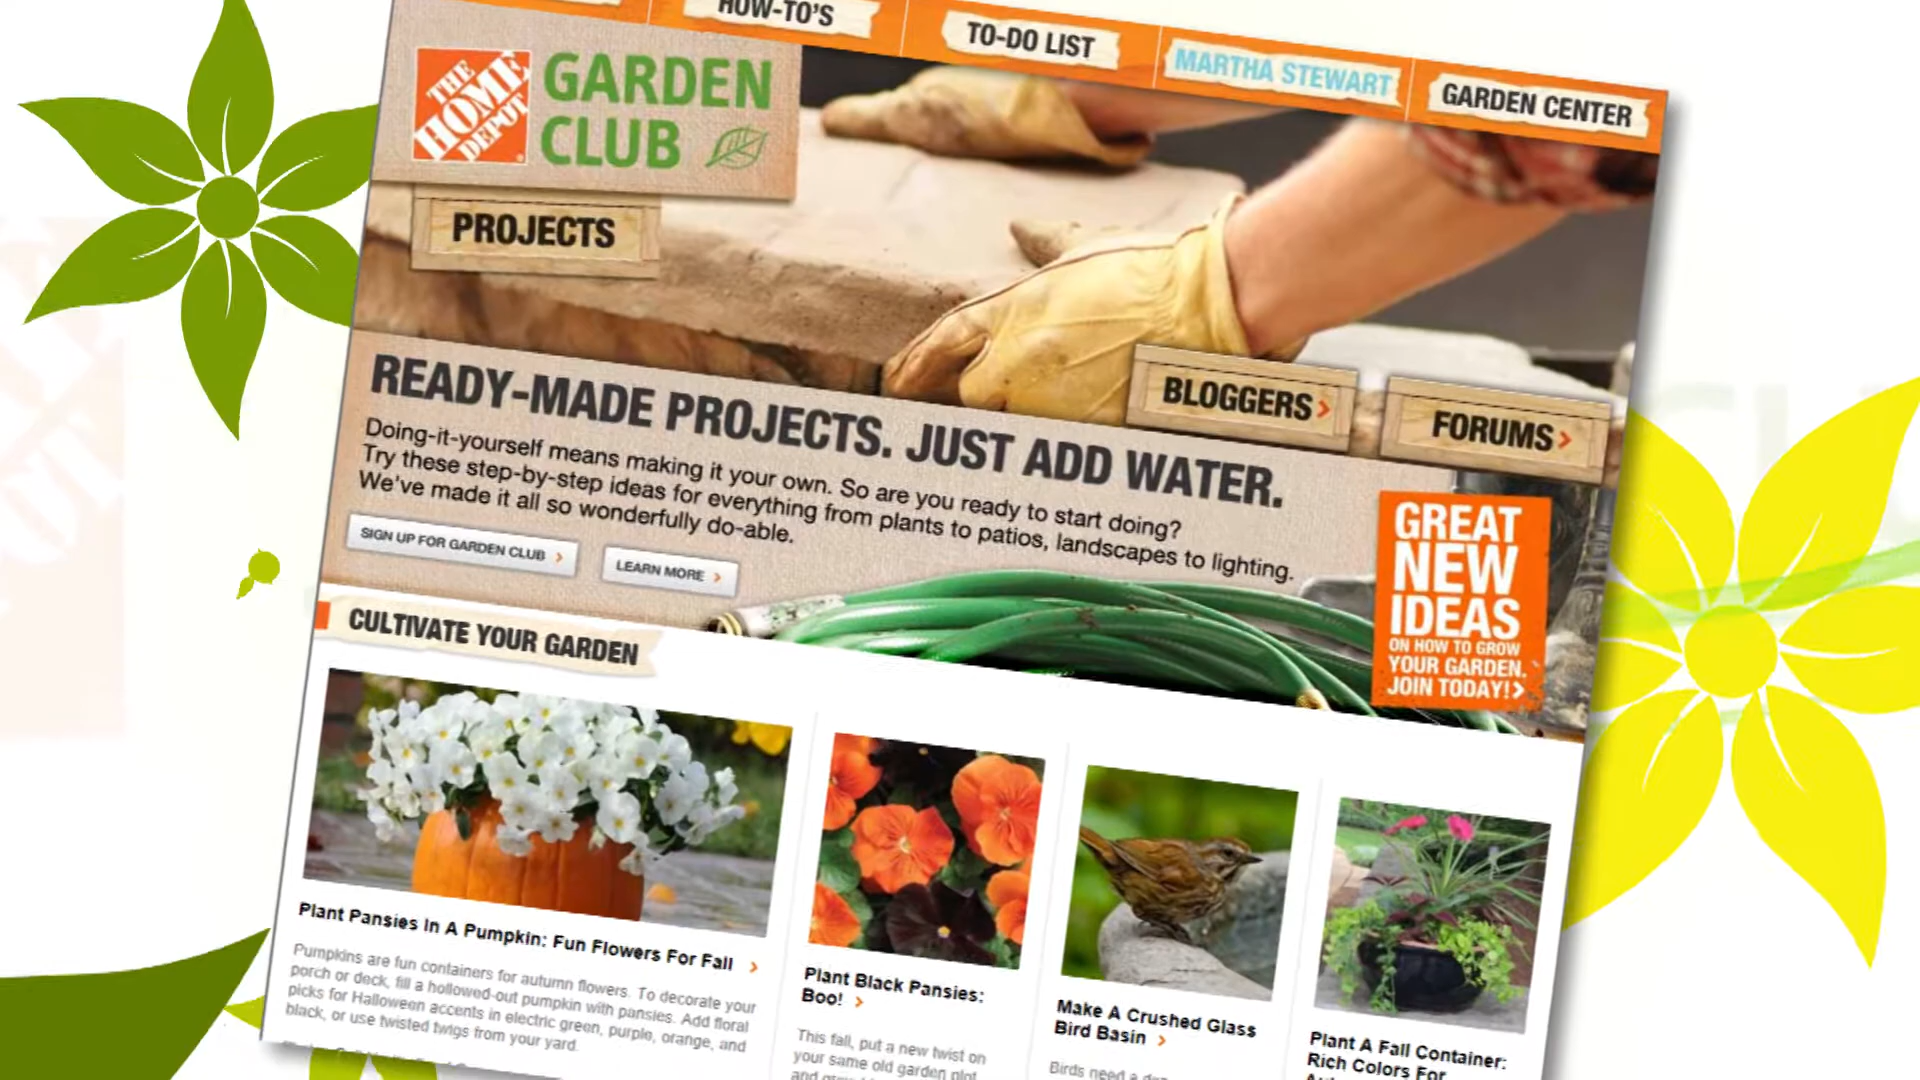 HOW-TO'S
TO-DO LIST
MARTHA STEWART
GARDEN CENTER
THE
HOME
DEPOT
GARDEN
CLUB
PROJECTS
BLOGGERS
FORUMS
READY-MADE PROJECTS. JUST ADD WATER.
Doing-it-yourself means making it your own. So are you ready to start doing?
Try these step-by-step ideas for everything from plants to patios, landscapes to lighting.
We've made it all so wonderfully do-able.
SIGN UP FOR GARDEN CLUB
LEARN MORE
GREAT
NEW
IDEAS
ON HOW TO GROW
YOUR GARDEN.
JOIN TODAY!
CULTIVATE YOUR GARDEN
Plant Pansies In A Pumpkin: Fun Flowers For Fall
Pumpkins are fun containers for autumn flowers. To decorate your
porch or deck, fill a hollowed-out pumpkin with pansies. Add floral
picks for Halloween accents in electric green, purple, orange, and
black, or use twisted twigs from your yard.
Plant Black Pansies:
Boo!
This fall, put a new twist on
your same old garden plot
Make A Crushed Glass
Bird Basin
Birds need a
Plant A Fall Container:
Rich Colors For